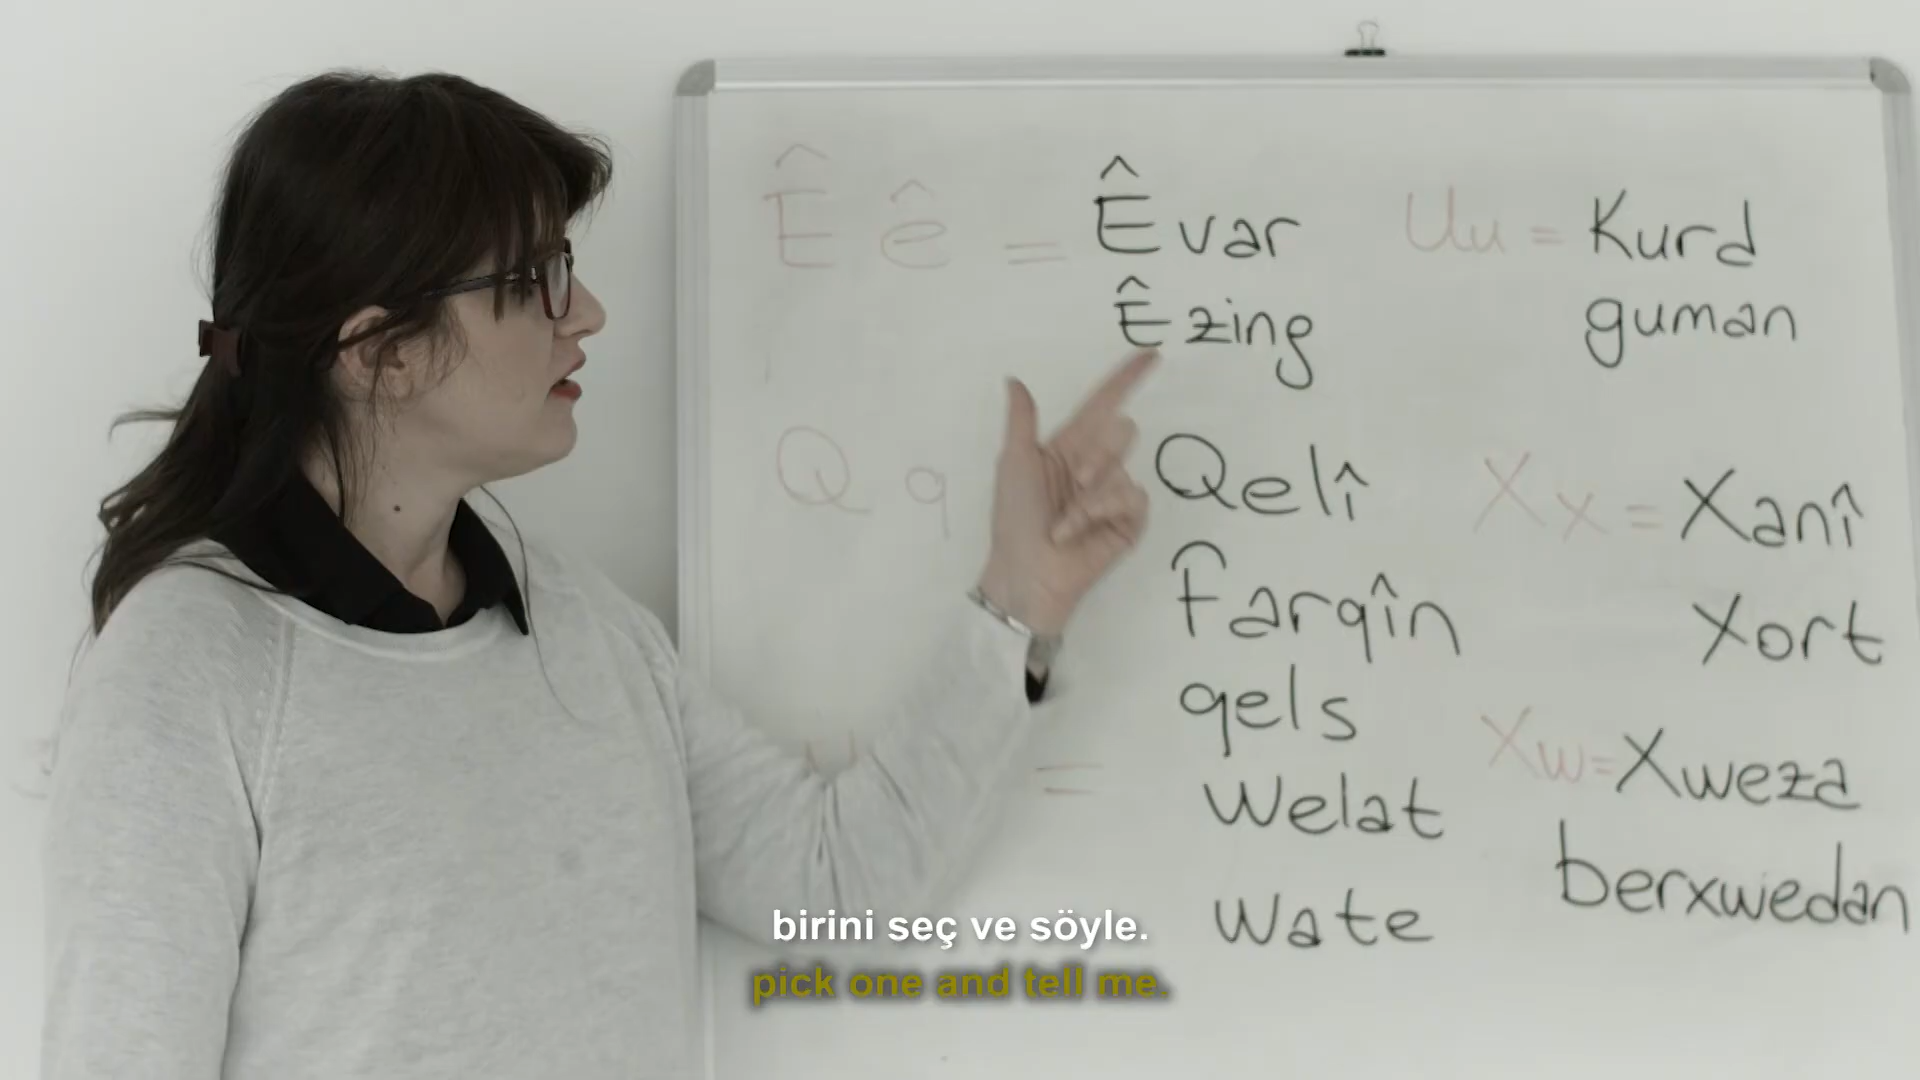 Ê ê = Êvar
Êzing
Uu = Kurd
guman
Q q
Qelî
Farqîn
qels
Xx = Xanî
Xort
= Welat
Wate
Xw = Xweza
berxwedan
birini seç ve söyle.
pick one and tell me.